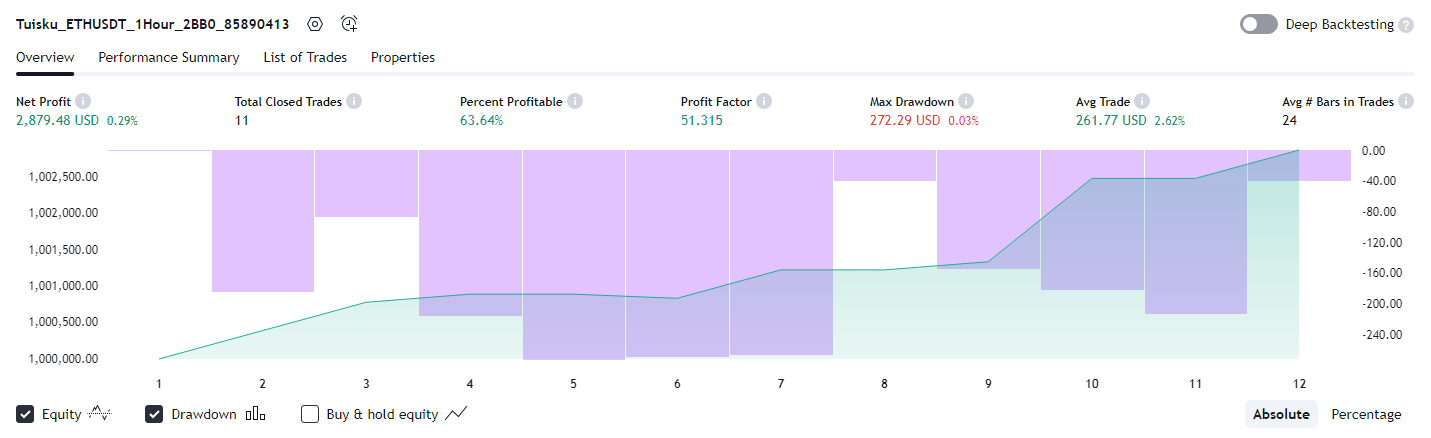 Tuisku_ETHUSDT_1Hour_2BB0_85890413 Deep Backtesting ?
Overview Performance Summary List of Trades Properties
Net Profit i Total Closed Trades i Percent Profitable i Profit Factor i Max Drawdown i Avg Trade i Avg # Bars in Trades i
2,879.48 USD 0.29% 11 63.64% 51.315 272.29 USD 0.03% 261.77 USD 2.62% 24
0.00
1,002,500.00 -40.00
1,002,000.00 -80.00
1,001,500.00 -120.00
1,001,000.00 -160.00
1,000,500.00 -200.00
1,000,000.00 -240.00
1 2 3 4 5 6 7 8 9 10 11 12
Equity Drawdown Buy & hold equity Absolute Percentage